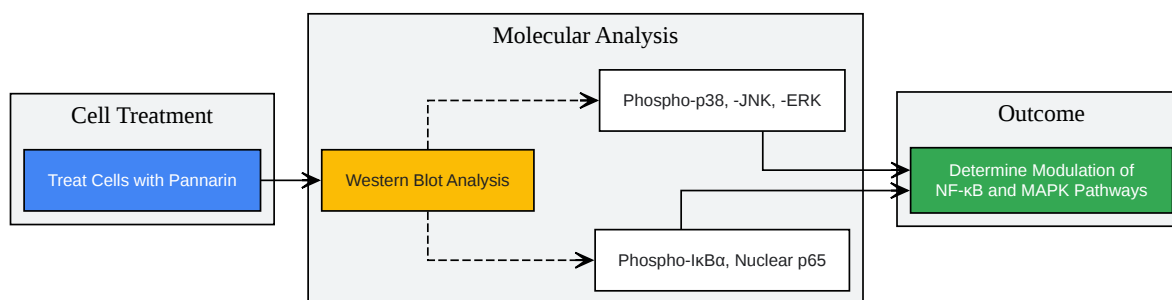 Cell Treatment
Treat Cells with Pannarin
Molecular Analysis
Western Blot Analysis
Phospho-p38, -JNK, -ERK
Phospho-IκBα, Nuclear p65
Outcome
Determine Modulation of
NF-κB and MAPK Pathways